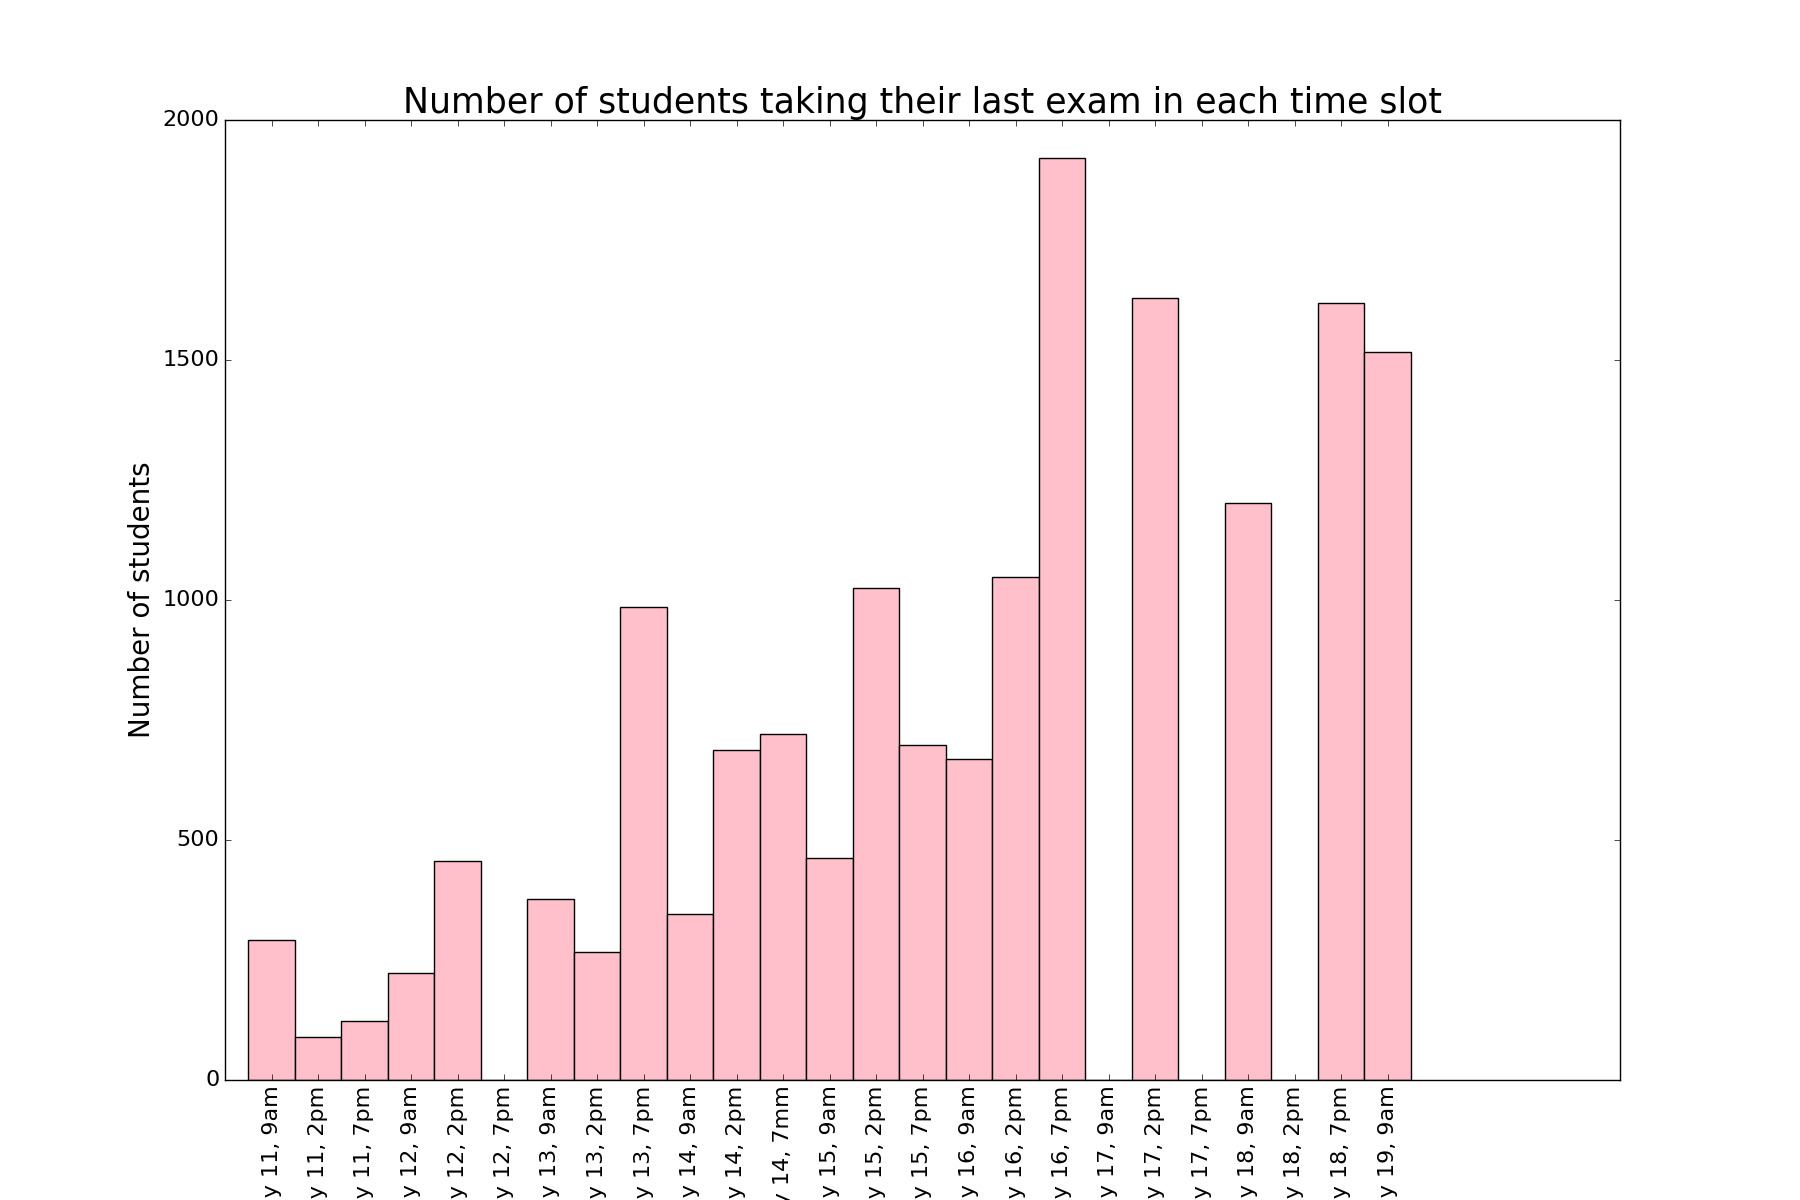 Number of students taking their last exam in each time slot
Number of students
2000
1500
1000
500
0
y 11, 9am
y 11, 2pm
y 11, 7pm
y 12, 9am
y 12, 2pm
y 12, 7pm
y 13, 9am
y 13, 2pm
y 13, 7pm
y 14, 9am
y 14, 2pm
y 14, 7mm
y 15, 9am
y 15, 2pm
y 15, 7pm
y 16, 9am
y 16, 2pm
y 16, 7pm
y 17, 9am
y 17, 2pm
y 17, 7pm
y 18, 9am
y 18, 2pm
y 18, 7pm
y 19, 9am